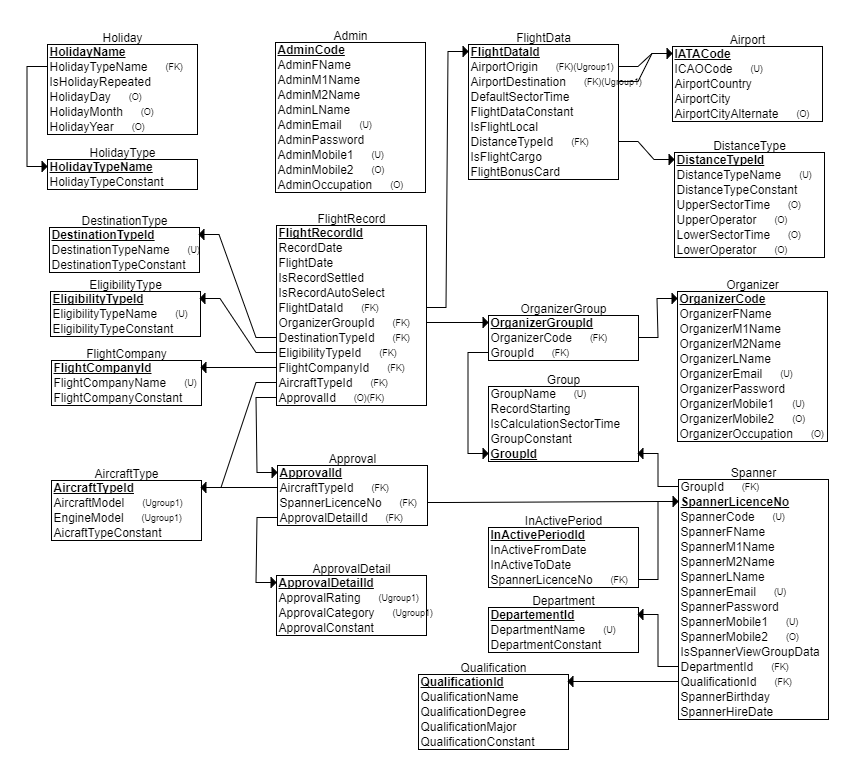 Holiday
HolidayName
HolidayTypeName (FK)
IsHolidayRepeated
HolidayDay (O)
HolidayMonth (O)
HolidayYear (O)
HolidayType
HolidayTypeName
HolidayTypeConstant
Admin
AdminCode
AdminFName
AdminM1Name
AdminM2Name
AdminLName
AdminEmail (U)
AdminPassword
AdminMobile1 (U)
AdminMobile2 (O)
AdminOccupation (O)
FlightData
FlightDataId
AirportOrigin (FK)(Ugroup1)
AirportDestination (FK)(Ugroup1)
DefaultSectorTime
FlightDataConstant
IsFlightLocal
DistanceTypeId (FK)
IsFlightCargo
FlightBonusCard
Airport
IATACode
ICAOCode (U)
AirportCountry
AirportCity
AirportCityAlternate (O)
DistanceType
DistanceTypeId
DistanceTypeName (U)
DistanceTypeConstant
UpperSectorTime (O)
UpperOperator (O)
LowerSectorTime (O)
LowerOperator (O)
DestinationType
DestinationTypeId
DestinationTypeName (U)
DestinationTypeConstant
EligibilityType
EligibilityTypeId
EligibilityTypeName (U)
EligibilityTypeConstant
FlightCompany
FlightCompanyId
FlightCompanyName (U)
FlightCompanyConstant
FlightRecord
FlightRecordId
RecordDate
FlightDate
IsRecordSettled
IsRecordAutoSelect
FlightDataId (FK)
OrganizerGroupId (FK)
DestinationTypeId (FK)
EligibilityTypeId (FK)
FlightCompanyId (FK)
AircraftTypeId (FK)
ApprovalId (O)(FK)
OrganizerGroup
OrganizerGroupId
OrganizerCode (FK)
GroupId (FK)
Group
GroupName (U)
RecordStarting
IsCalculationSectorTime
GroupConstant
GroupId
Organizer
OrganizerCode
OrganizerFName
OrganizerM1Name
OrganizerM2Name
OrganizerLName
OrganizerEmail (U)
OrganizerPassword
OrganizerMobile1 (U)
OrganizerMobile2 (O)
OrganizerOccupation (O)
AircraftType
AircraftTypeId
AircraftModel (Ugroup1)
EngineModel (Ugroup1)
AicraftTypeConstant
Approval
ApprovalId
AircraftTypeId (FK)
SpannerLicenceNo (FK)
ApprovalDetailId (FK)
ApprovalDetail
ApprovalDetailId
ApprovalRating (Ugroup1)
ApprovalCategory (Ugroup1)
ApprovalConstant
InActivePeriod
InActivePeriodId
InActiveFromDate
InActiveToDate
SpannerLicenceNo (FK)
Department
DepartementId
DepartmentName (U)
DepartmentConstant
Qualification
QualificationId
QualificationName
QualificationDegree
QualificationMajor
QualificationConstant
Spanner
GroupId (FK)
SpannerLicenceNo
SpannerCode (U)
SpannerFName
SpannerM1Name
SpannerM2Name
SpannerLName
SpannerEmail (U)
SpannerPassword
SpannerMobile1 (U)
SpannerMobile2 (O)
IsSpannerViewGroupData
DepartmentId (FK)
QualificationId (FK)
SpannerBirthday
SpannerHireDate